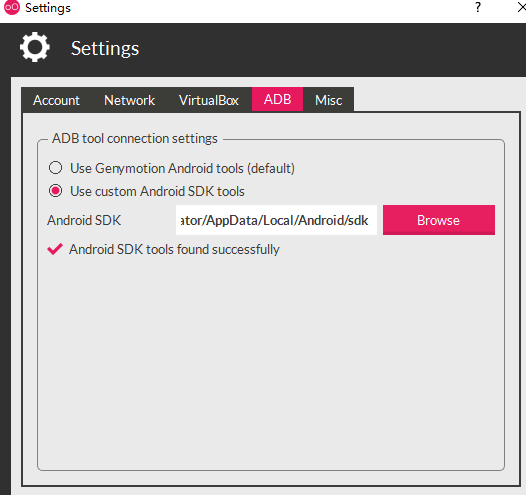 Settings
?
Settings
Account Network VirtualBox ADB Misc
ADB tool connection settings
Use Genymotion Android tools (default)
Use custom Android SDK tools
Android SDK ator/AppData/Local/Android/sdk Browse
Android SDK tools found successfully